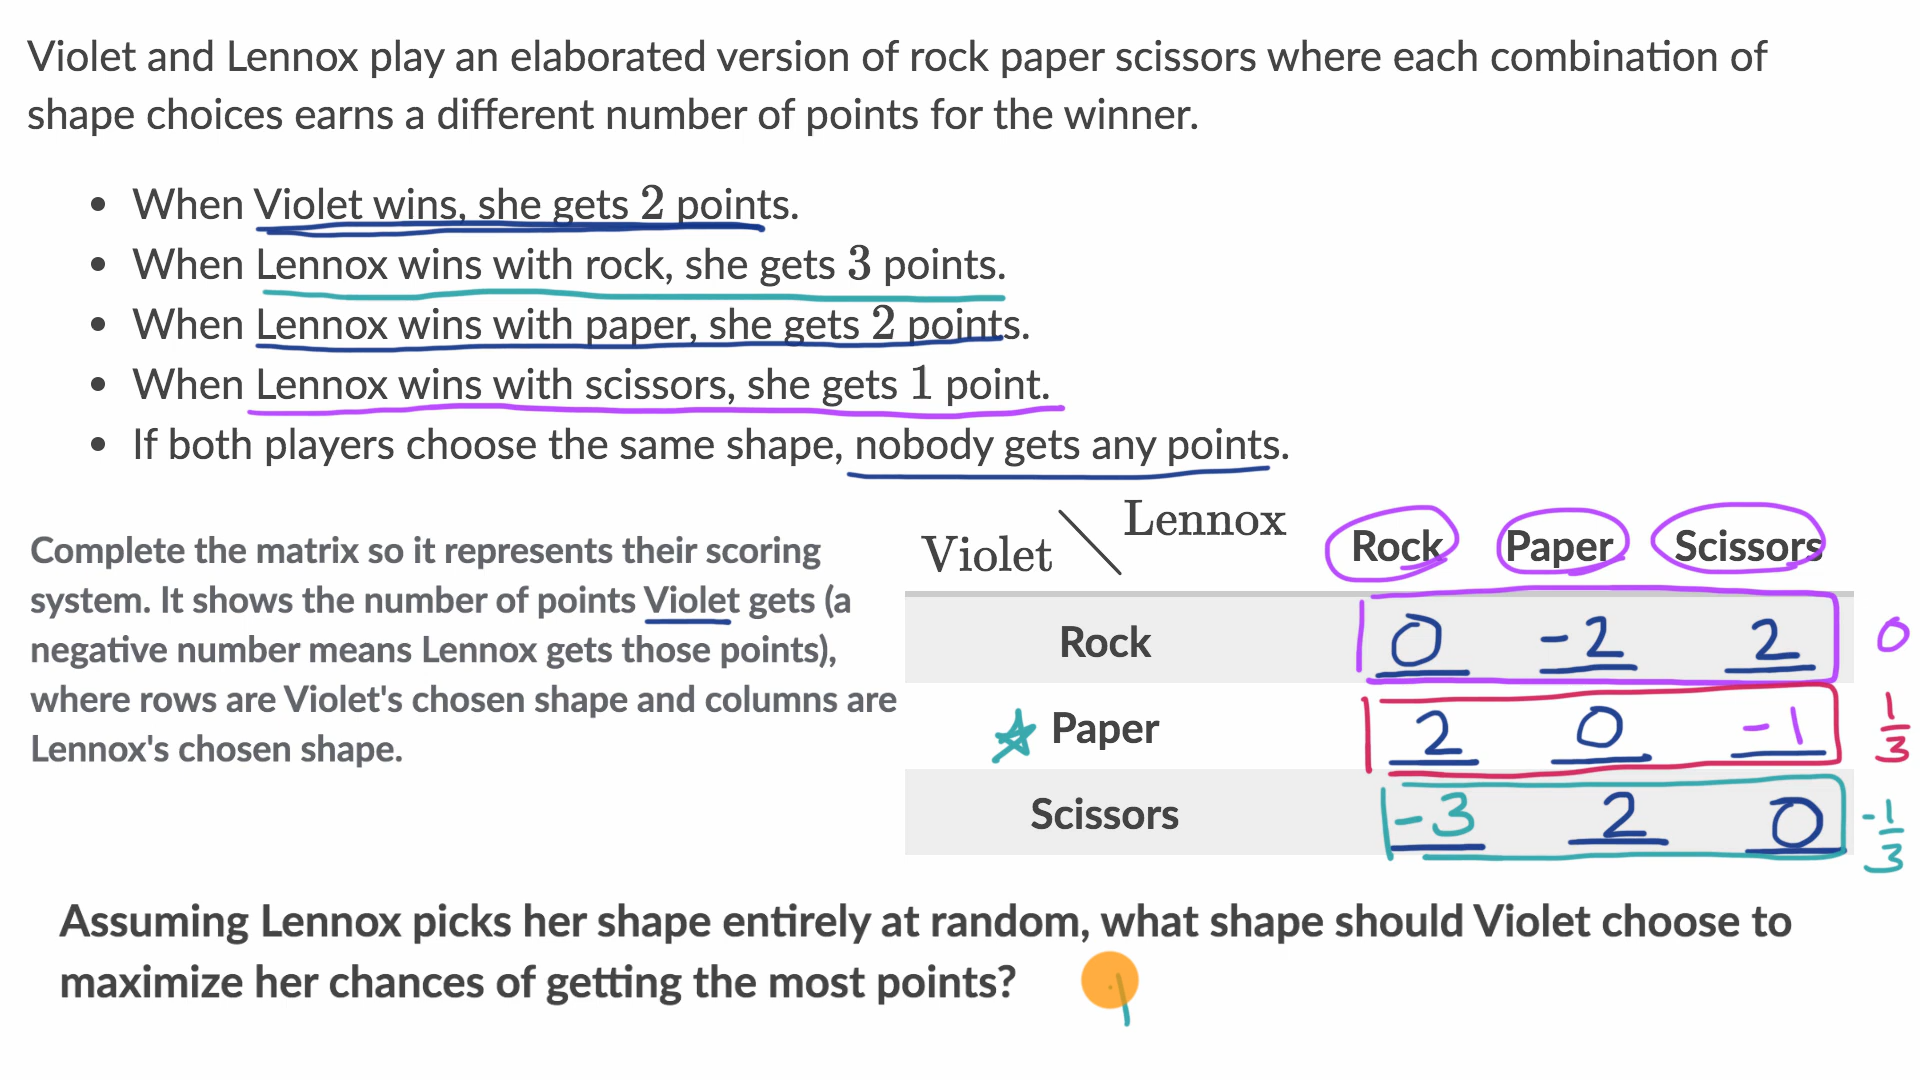 Violet and Lennox play an elaborated version of rock paper scissors where each combination of
shape choices earns a different number of points for the winner.
• When Violet wins, she gets 2 points.
• When Lennox wins with rock, she gets 3 points.
• When Lennox wins with paper, she gets 2 points.
• When Lennox wins with scissors, she gets 1 point.
• If both players choose the same shape, nobody gets any points.
Complete the matrix so it represents their scoring
system. It shows the number of points Violet gets (a
negative number means Lennox gets those points),
where rows are Violet's chosen shape and columns are
Lennox's chosen shape.
Violet \ Lennox Rock Paper Scissors
Rock 0 -2 2 0
Paper 2 0 -1 1/3
Scissors -3 2 0 -1/3
Assuming Lennox picks her shape entirely at random, what shape should Violet choose to
maximize her chances of getting the most points?